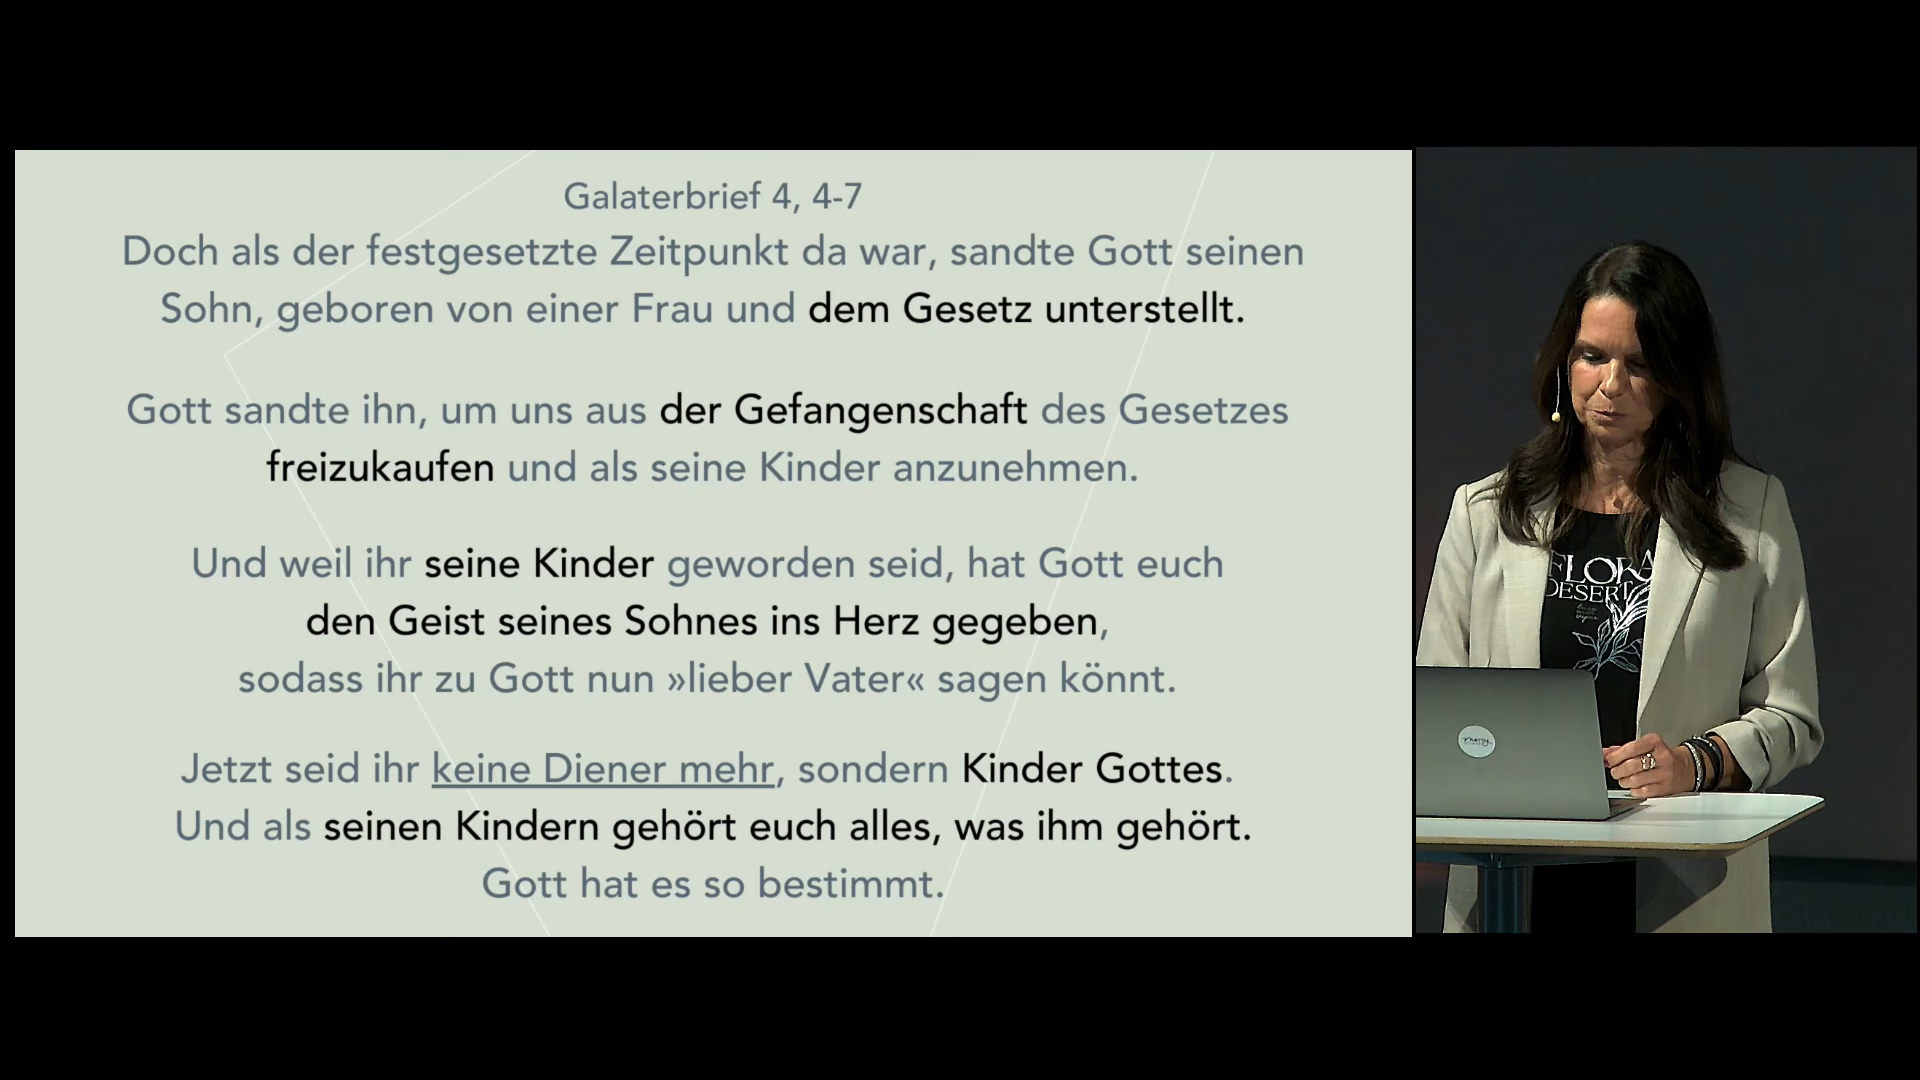 Galaterbrief 4, 4-7
Doch als der festgesetzte Zeitpunkt da war, sandte Gott seinen
Sohn, geboren von einer Frau und dem Gesetz unterstellt.
Gott sandte ihn, um uns aus der Gefangenschaft des Gesetzes
freizukaufen und als seine Kinder anzunehmen.
Und weil ihr seine Kinder geworden seid, hat Gott euch
den Geist seines Sohnes ins Herz gegeben,
sodass ihr zu Gott nun »lieber Vater« sagen könnt.
Jetzt seid ihr keine Diener mehr, sondern Kinder Gottes.
Und als seinen Kindern gehört euch alles, was ihm gehört.
Gott hat es so bestimmt.
FLORA
DESERT
mercy